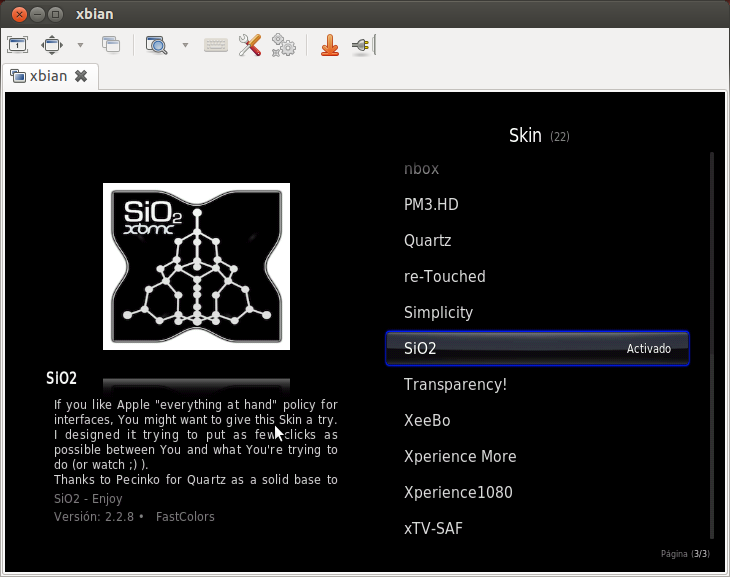 xbian
xbian
Skin (22)
nbox
PM3.HD
Quartz
re-Touched
Simplicity
SiO2 Activado
Transparency!
XeeBo
Xperience More
Xperience1080
xTV-SAF
Página (3/3)
SiO2
xbmc
SiO2
If you like Apple "everything at hand" policy for
interfaces, You might want to give this Skin a try.
I designed it trying to put as few clicks as
possible between You and what You're trying to
do (or watch ;) ).
Thanks to Pecinko for Quartz as a solid base to
SiO2 - Enjoy
Versión: 2.2.8 • FastColors